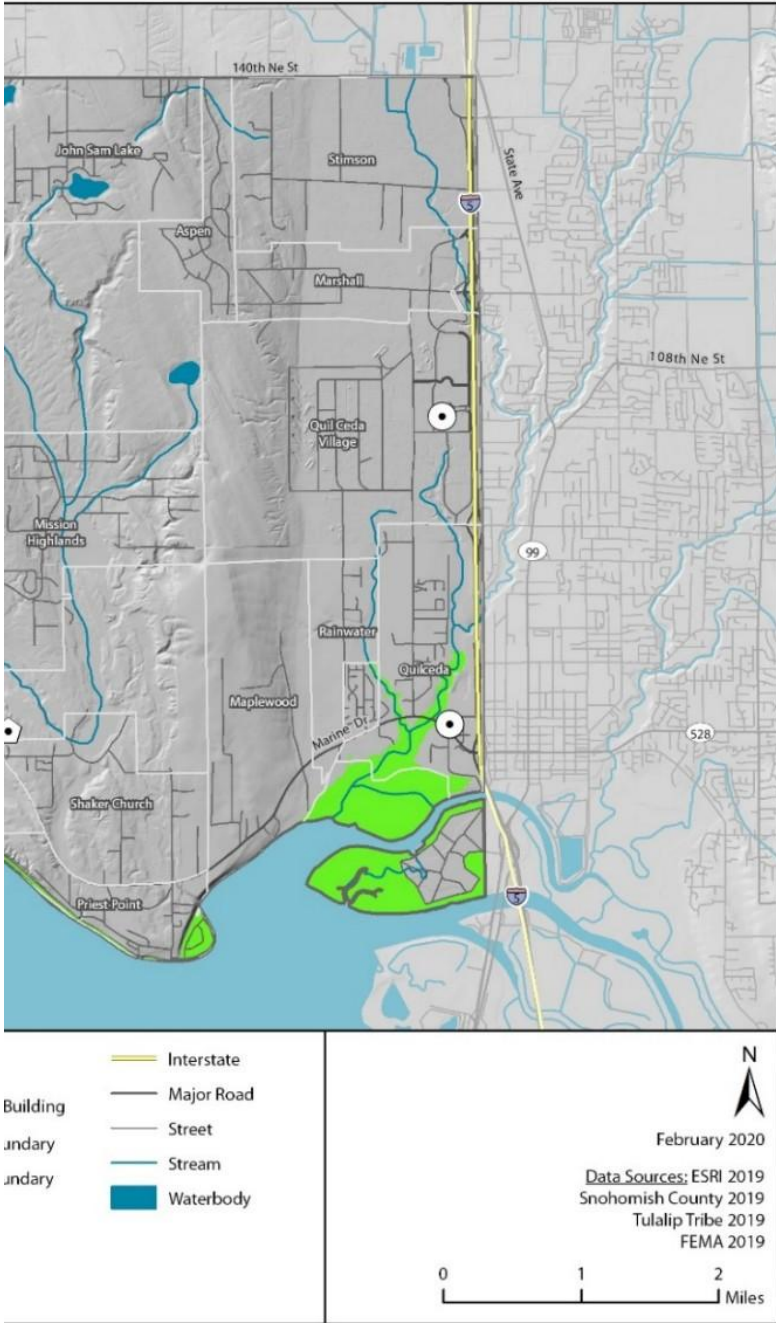 140th Ne St
John Sam Lake
Stimson
State Ave
5
Aspen
Marshall
108th Ne St
Quil Ceda
Village
Mission
Highlands
99
Rainwater
Quilceda
Maplewood
Marine Dr
528
Shaker Church
5
Priest Point
Building
undary
undary
Interstate
Major Road
Street
Stream
Waterbody
N
February 2020
Data Sources: ESRI 2019
Snohomish County 2019
Tulalip Tribe 2019
FEMA 2019
0 1 2
Miles